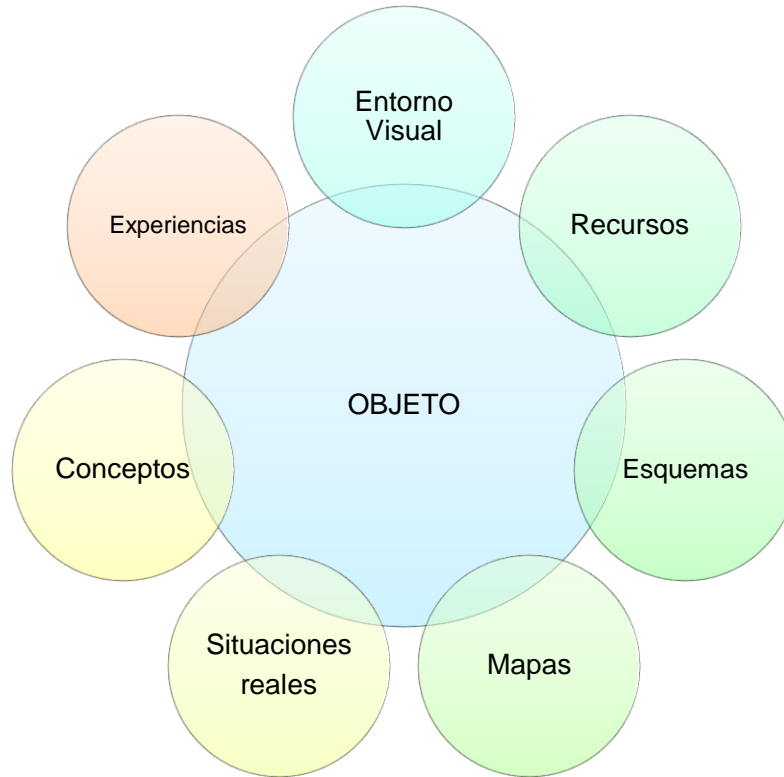 Entorno
Visual
Experiencias
Recursos
OBJETO
Conceptos
Esquemas
Situaciones
reales
Mapas